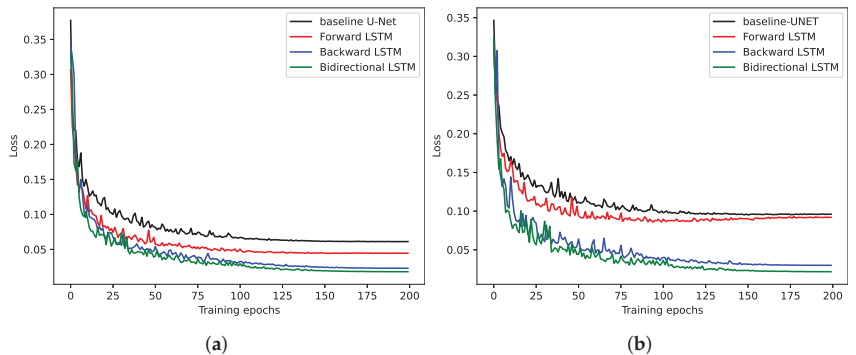 baseline U-Net
Forward LSTM
Backward LSTM
Bidirectional LSTM
0.35
0.30
0.25
0.20
0.15
0.10
0.05
Loss
0 25 50 75 100 125 150 175 200
Training epochs
(a)
baseline-UNET
Forward LSTM
Backward LSTM
Bidirectional LSTM
0.35
0.30
0.25
0.20
0.15
0.10
0.05
Loss
0 25 50 75 100 125 150 175 200
Training epochs
(b)